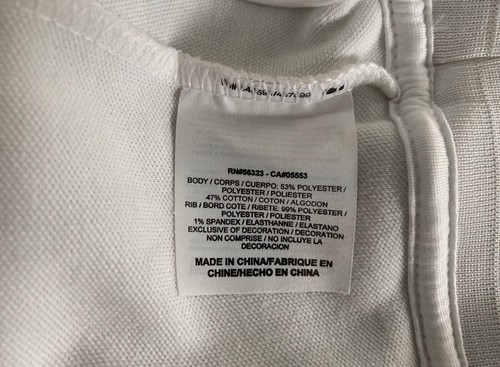 RN#56323 - CA#05553
BODY / CORPS / CUERPO: 53% POLYESTER /
POLYESTER / POLIESTER
47% COTTON / COTON / ALGODON
RIB / BORD COTE / RIBETE: 99% POLYESTER /
POLYESTER / POLIESTER
1% SPANDEX / ELASTHANNE / ELASTANO
EXCLUSIVE OF DECORATION / DECORATION
NON COMPRISE / NO INCLUYE LA
DECORACION
MADE IN CHINA/FABRIQUE EN
CHINE/HECHO EN CHINA